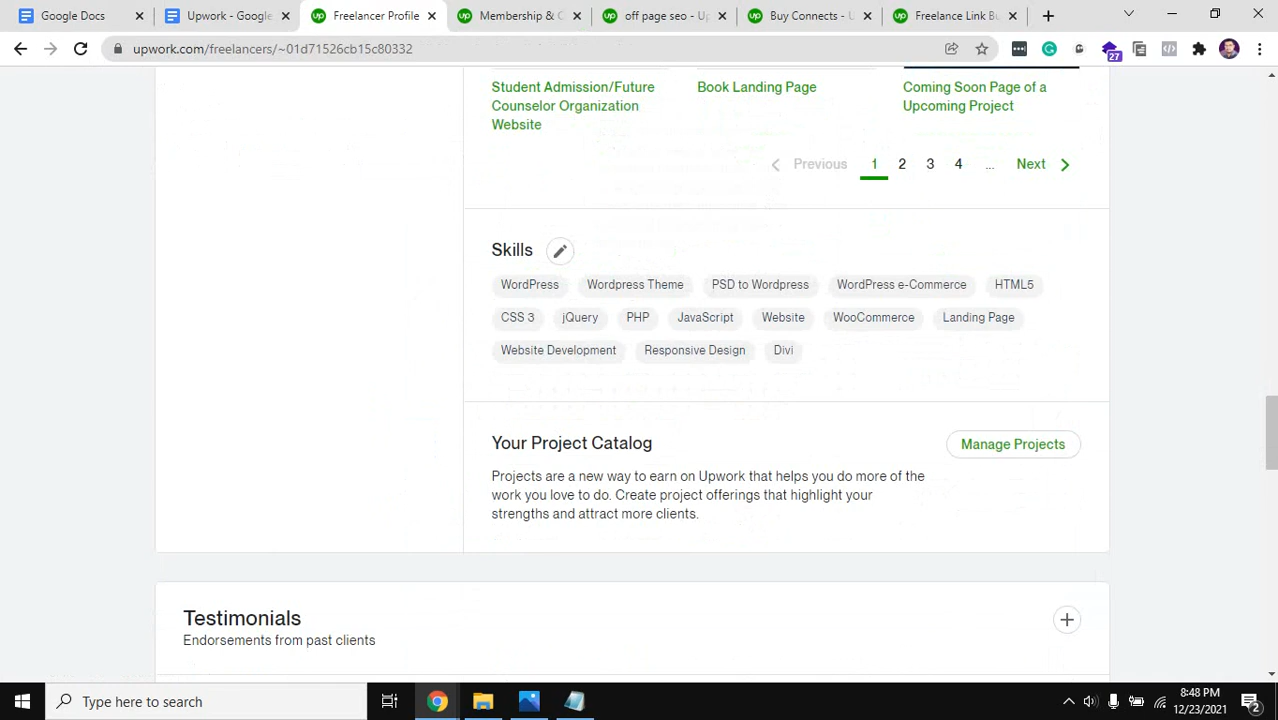 Google Docs
Upwork - Google
Freelancer Profile
Membership & C
off page seo - Up
Buy Connects - U
Freelance Link Bu
upwork.com/freelancers/~01d71526cb15c80332
27
Student Admission/Future
Counselor Organization
Website
Book Landing Page
Coming Soon Page of a
Upcoming Project
Previous 1 2 3 4 ... Next
Skills
WordPress Wordpress Theme PSD to Wordpress WordPress e-Commerce HTML5
CSS 3 jQuery PHP JavaScript Website WooCommerce Landing Page
Website Development Responsive Design Divi
Your Project Catalog
Manage Projects
Projects are a new way to earn on Upwork that helps you do more of the
work you love to do. Create project offerings that highlight your
strengths and attract more clients.
Testimonials
Endorsements from past clients
Type here to search
8:48 PM
12/23/2021
2